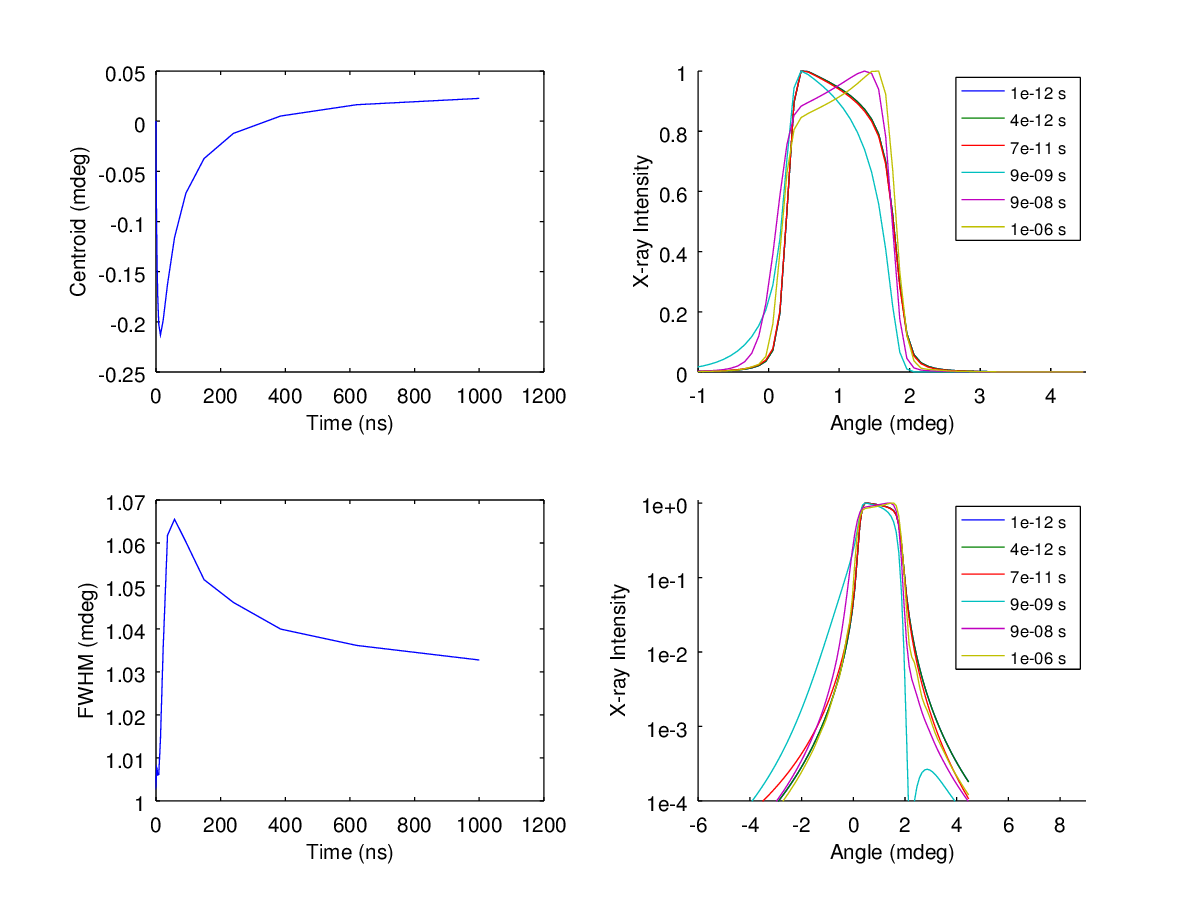 0.05
0
-0.05
-0.1
-0.15
-0.2
-0.25
Centroid (mdeg)
0 200 400 600 800 1000 1200
Time (ns)
1
0.8
0.6
0.4
0.2
0
X-ray Intensity
-1 0 1 2 3 4
Angle (mdeg)
1e-12 s
4e-12 s
7e-11 s
9e-09 s
9e-08 s
1e-06 s
1.07
1.06
1.05
1.04
1.03
1.02
1.01
1
FWHM (mdeg)
0 200 400 600 800 1000 1200
Time (ns)
1e+0
1e-1
1e-2
1e-3
1e-4
X-ray Intensity
-6 -4 -2 0 2 4 6 8
Angle (mdeg)
1e-12 s
4e-12 s
7e-11 s
9e-09 s
9e-08 s
1e-06 s